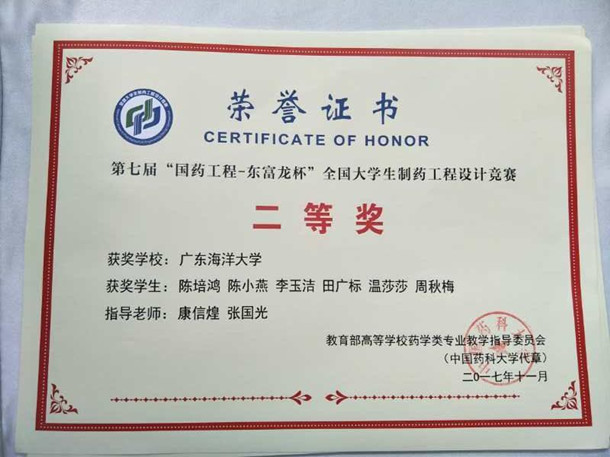 荣誉证书
CERTIFICATE OF HONOR
第七届“国药工程-东富龙杯”全国大学生制药工程设计竞赛
二等奖
获奖学校：广东海洋大学
获奖学生：陈培鸿 陈小燕 李玉洁 田广标 温莎莎 周秋梅
指导老师：康信煌 张国光
教育部高等学校药学类专业教学指导委员会
（中国药科大学代章）
二〇一七年十一月